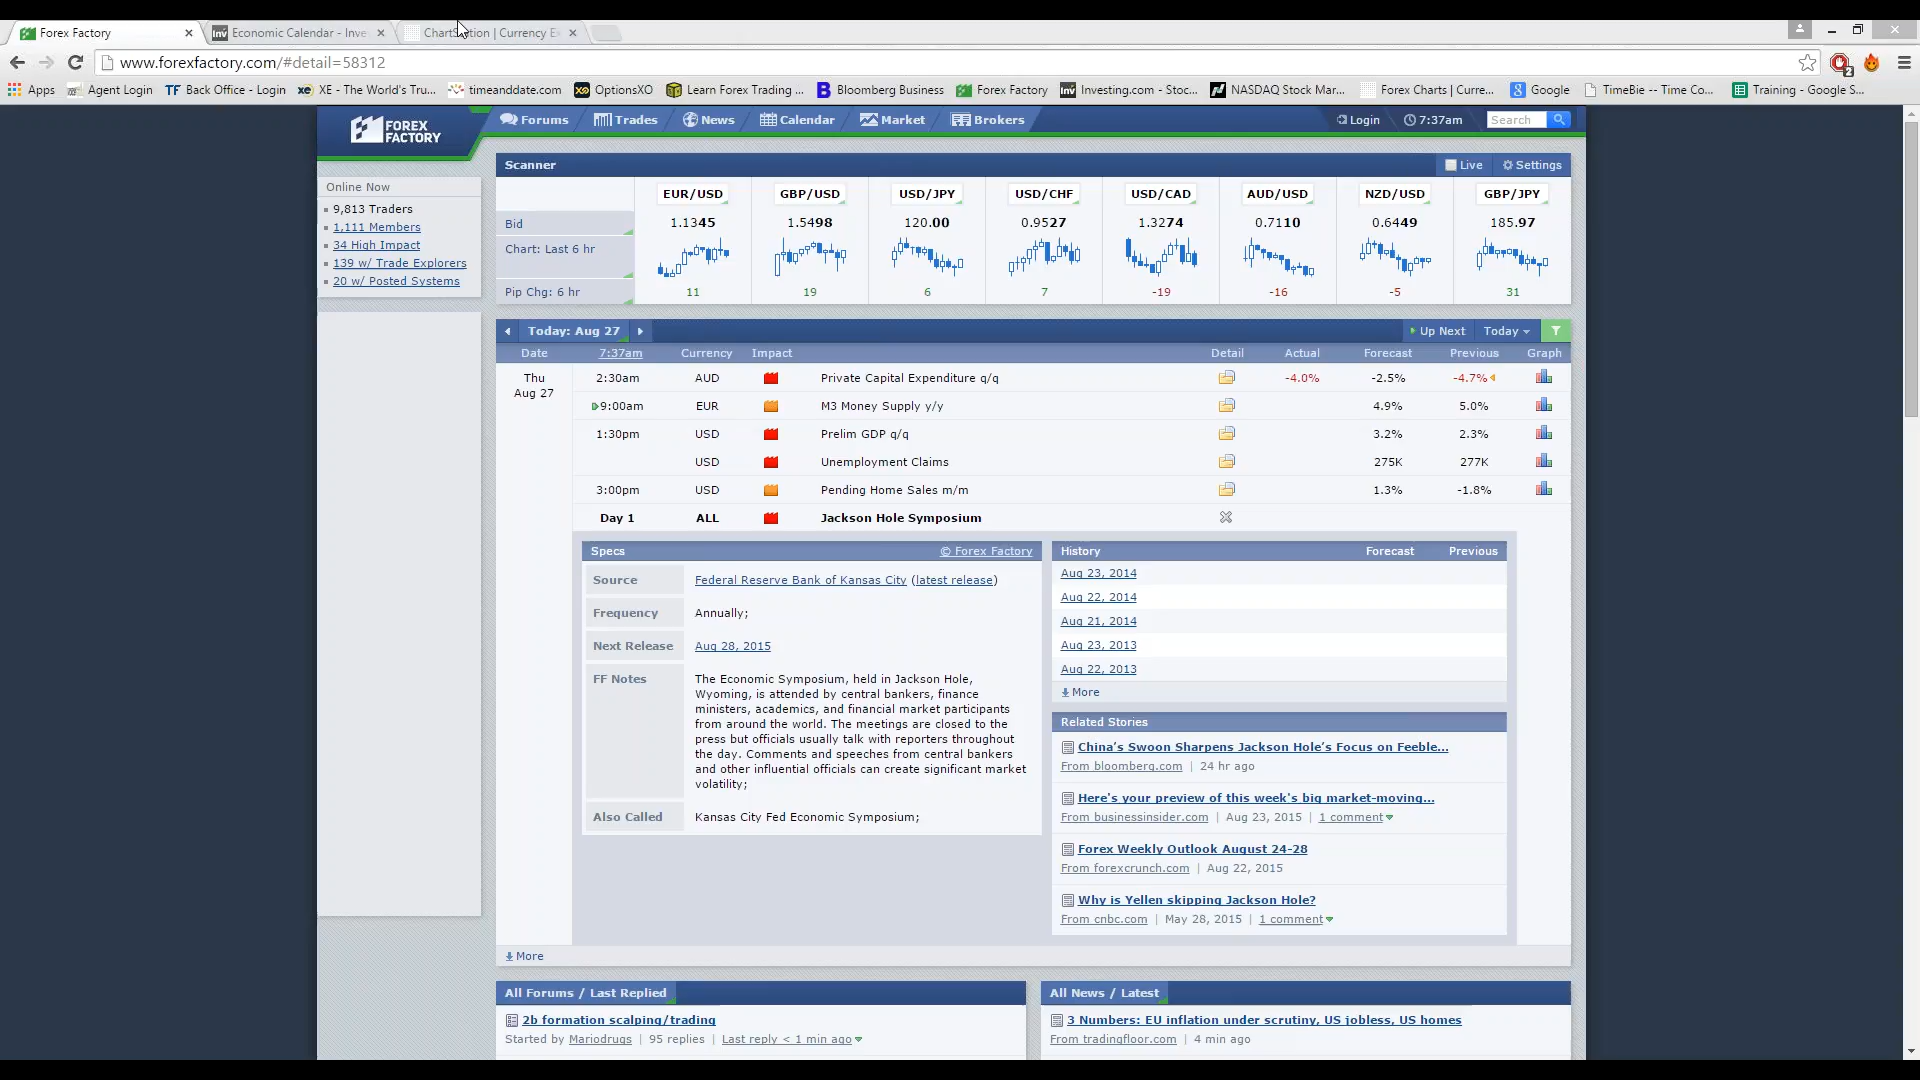 Forex Factory
Economic Calendar - Inve
ChartStation | Currency E
www.forexfactory.com/#detail=58312
Apps
Agent Login
TF Back Office - Login
XE - The World's Tru...
timeanddate.com
OptionsXO
Learn Forex Trading ...
Bloomberg Business
Forex Factory
Investing.com - Stoc...
NASDAQ Stock Mar...
Forex Charts | Curre...
Google
TimeBie -- Time Co...
Training - Google S...
FOREX FACTORY
Forums
Trades
News
Calendar
Market
Brokers
Login
7:37am
Search
Online Now
9,813 Traders
1,111 Members
34 High Impact
139 w/ Trade Explorers
20 w/ Posted Systems
Scanner
Live
Settings
EUR/USD GBP/USD USD/JPY USD/CHF USD/CAD AUD/USD NZD/USD GBP/JPY
Bid 1.1345 1.5498 120.00 0.9527 1.3274 0.7110 0.6449 185.97
Chart: Last 6 hr
Pip Chg: 6 hr 11 19 6 7 -19 -16 -5 31
Today: Aug 27
Up Next
Today
Date 7:37am Currency Impact Detail Actual Forecast Previous Graph
Thu
Aug 27
2:30am AUD Private Capital Expenditure q/q -4.0% -2.5% -4.7%
9:00am EUR M3 Money Supply y/y 4.9% 5.0%
1:30pm USD Prelim GDP q/q 3.2% 2.3%
USD Unemployment Claims 275K 277K
3:00pm USD Pending Home Sales m/m 1.3% -1.8%
Day 1 ALL Jackson Hole Symposium
Specs © Forex Factory
Source Federal Reserve Bank of Kansas City (latest release)
Frequency Annually;
Next Release Aug 28, 2015
FF Notes The Economic Symposium, held in Jackson Hole,
Wyoming, is attended by central bankers, finance
ministers, academics, and financial market participants
from around the world. The meetings are closed to the
press but officials usually talk with reporters throughout
the day. Comments and speeches from central bankers
and other influential officials can create significant market
volatility;
Also Called Kansas City Fed Economic Symposium;
History Forecast Previous
Aug 23, 2014
Aug 22, 2014
Aug 21, 2014
Aug 23, 2013
Aug 22, 2013
More
Related Stories
China's Swoon Sharpens Jackson Hole's Focus on Feeble...
From bloomberg.com | 24 hr ago
Here's your preview of this week's big market-moving...
From businessinsider.com | Aug 23, 2015 | 1 comment
Forex Weekly Outlook August 24-28
From forexcrunch.com | Aug 22, 2015
Why is Yellen skipping Jackson Hole?
From cnbc.com | May 28, 2015 | 1 comment
More
All Forums / Last Replied
2b formation scalping/trading
Started by Mariodrugs | 95 replies | Last reply < 1 min ago
All News / Latest
3 Numbers: EU inflation under scrutiny, US jobless, US homes
From tradingfloor.com | 4 min ago